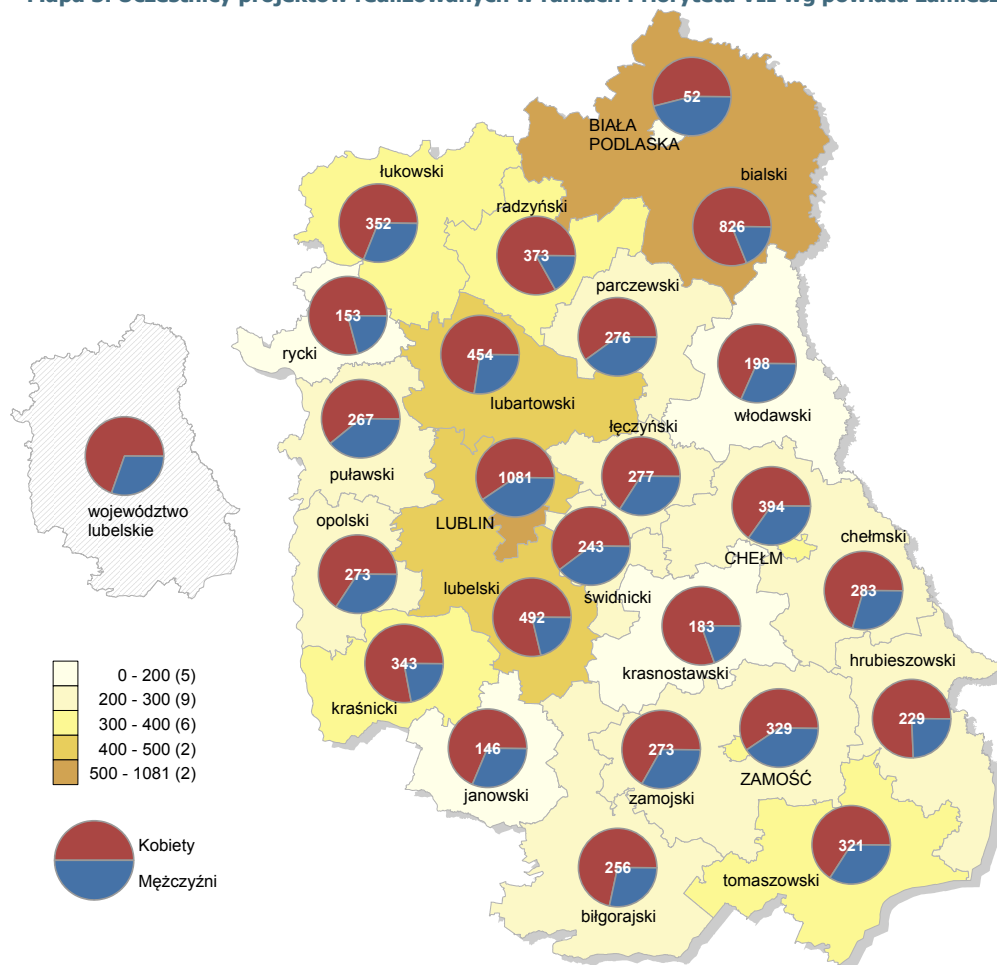 52
BIAŁA
PODLASKA
bialski
826
łukowski
352
radzyński
373
parczewski
276
153
rycki
454
lubartowski
198
włodawski
267
puławski
łęczyński
277
1081
LUBLIN
394
CHEŁM
województwo
lubelskie
opolski
273
243
świdnicki
chełmski
283
lubelski
492
183
krasnostawski
hrubieszowski
229
343
kraśnicki
146
janowski
273
zamojski
329
ZAMOŚĆ
0 - 200 (5)
200 - 300 (9)
300 - 400 (6)
400 - 500 (2)
500 - 1081 (2)
Kobiety
Mężczyźni
256
biłgorajski
321
tomaszowski